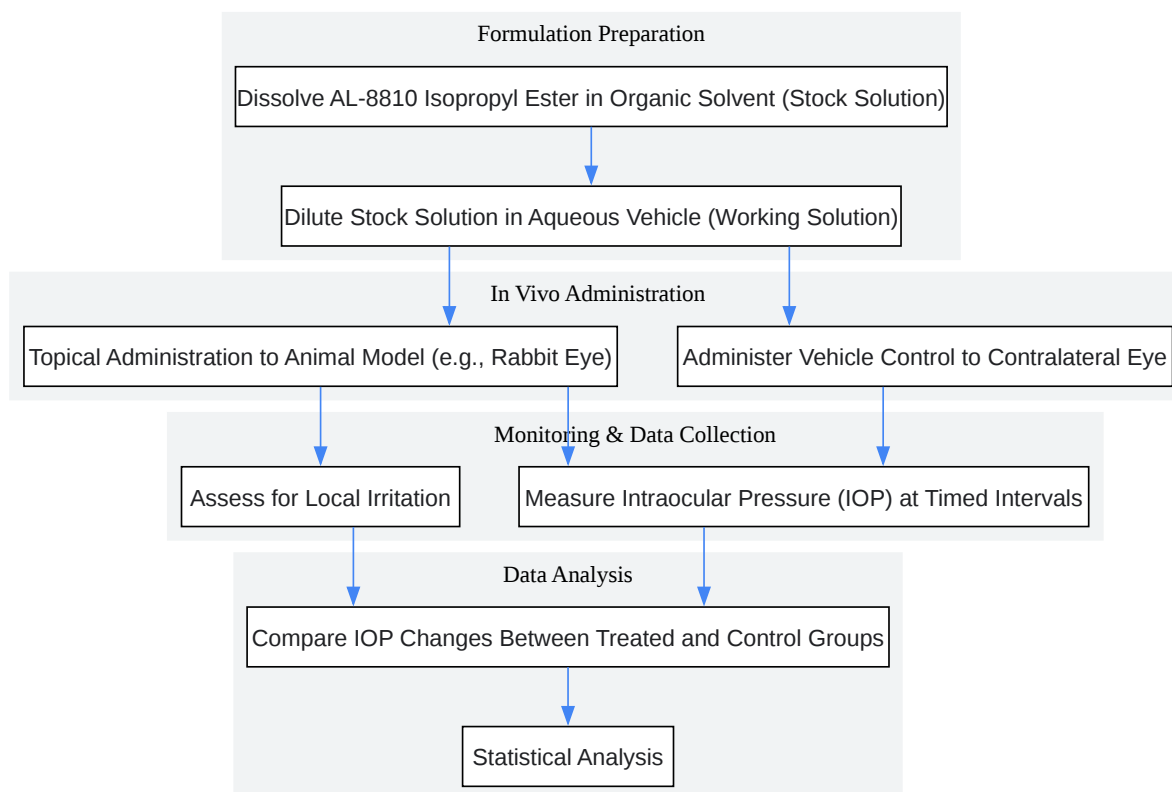 Formulation Preparation
Dissolve AL-8810 Isopropyl Ester in Organic Solvent (Stock Solution)
Dilute Stock Solution in Aqueous Vehicle (Working Solution)
In Vivo Administration
Topical Administration to Animal Model (e.g., Rabbit Eye)
Administer Vehicle Control to Contralateral Eye
Monitoring & Data Collection
Assess for Local Irritation
Measure Intraocular Pressure (IOP) at Timed Intervals
Data Analysis
Compare IOP Changes Between Treated and Control Groups
Statistical Analysis